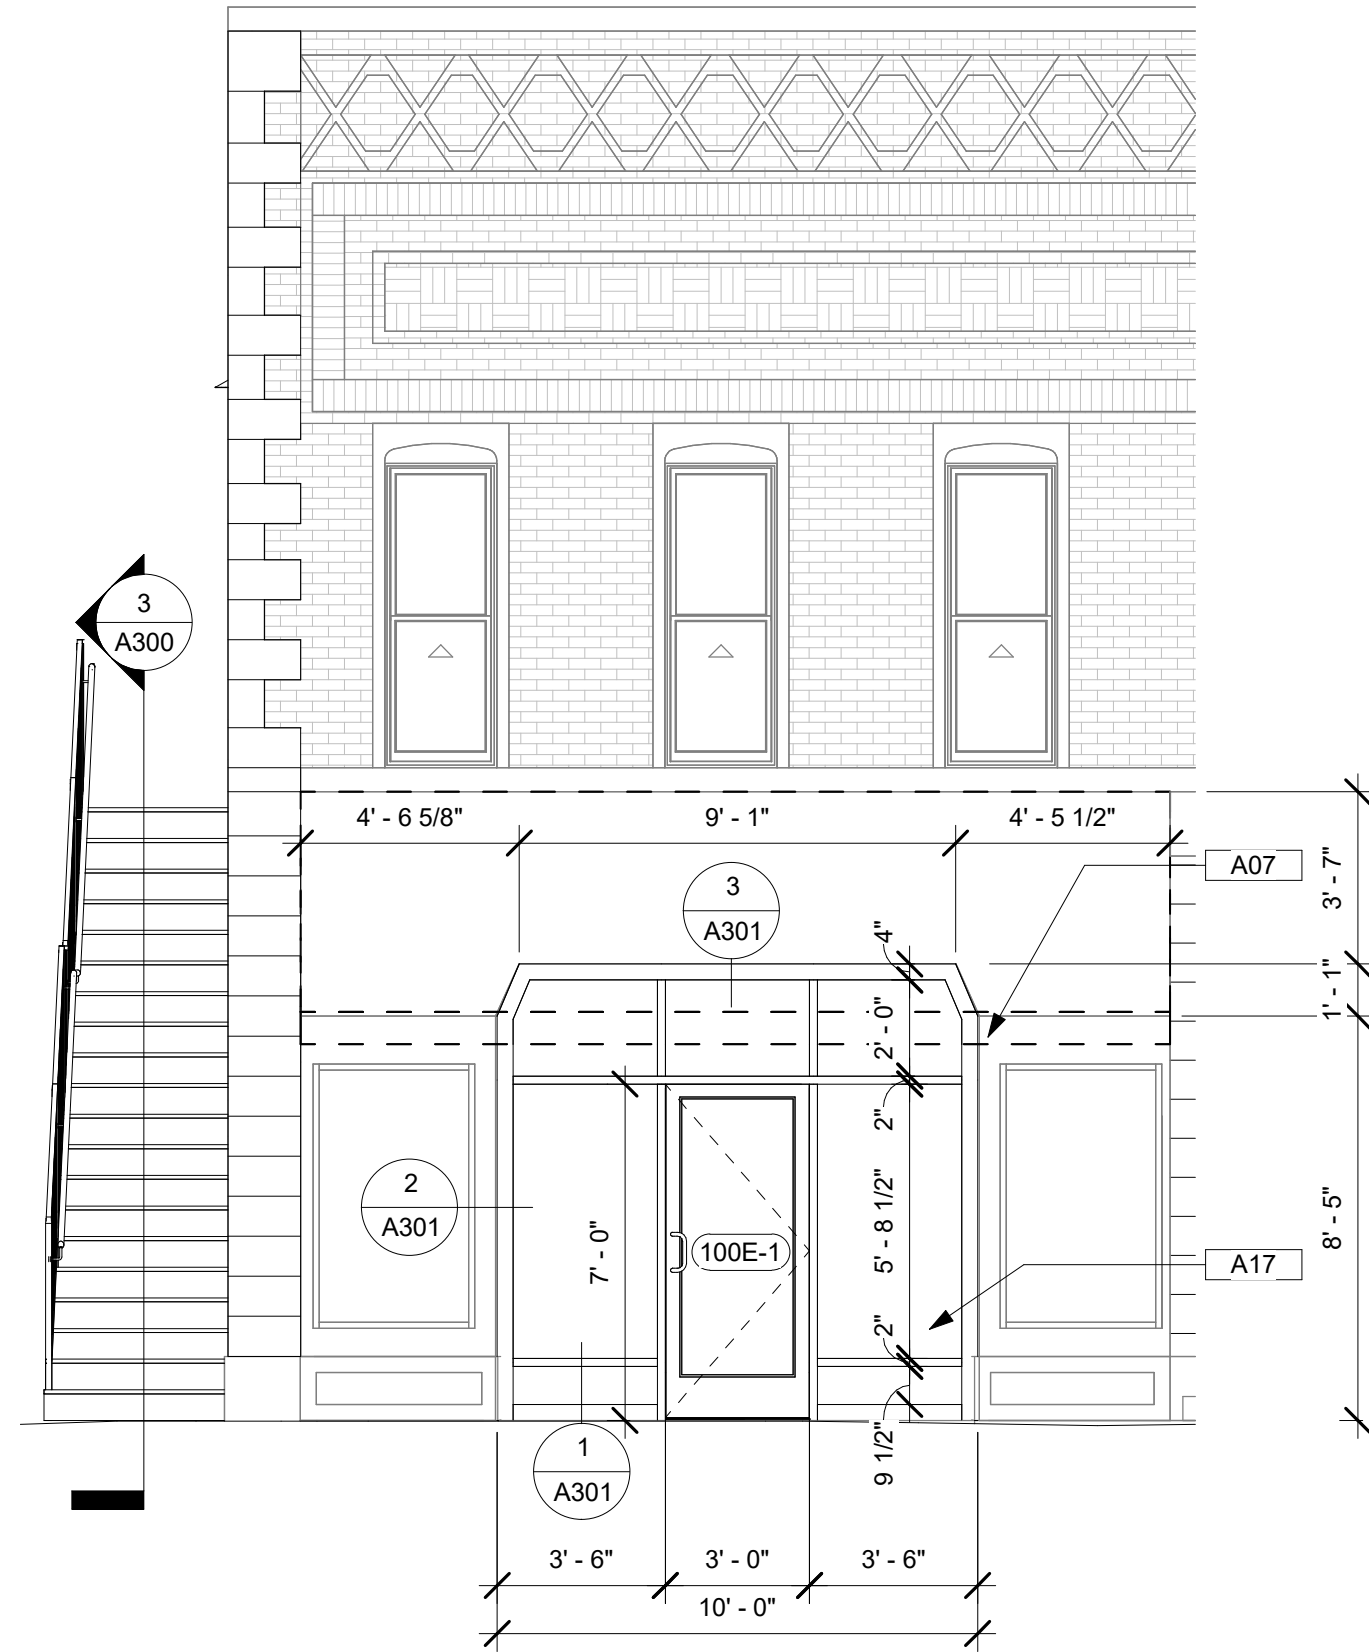 3
A300
4' - 6 5/8"
9' - 1"
4' - 5 1/2"
A07
3' - 7"
3
A301
4"
1' - 1"
2' - 0"
2"
2
A301
7' - 0"
100E-1
5' - 8 1/2"
8' - 5"
A17
2"
9 1/2"
1
A301
3' - 6"
3' - 0"
3' - 6"
10' - 0"